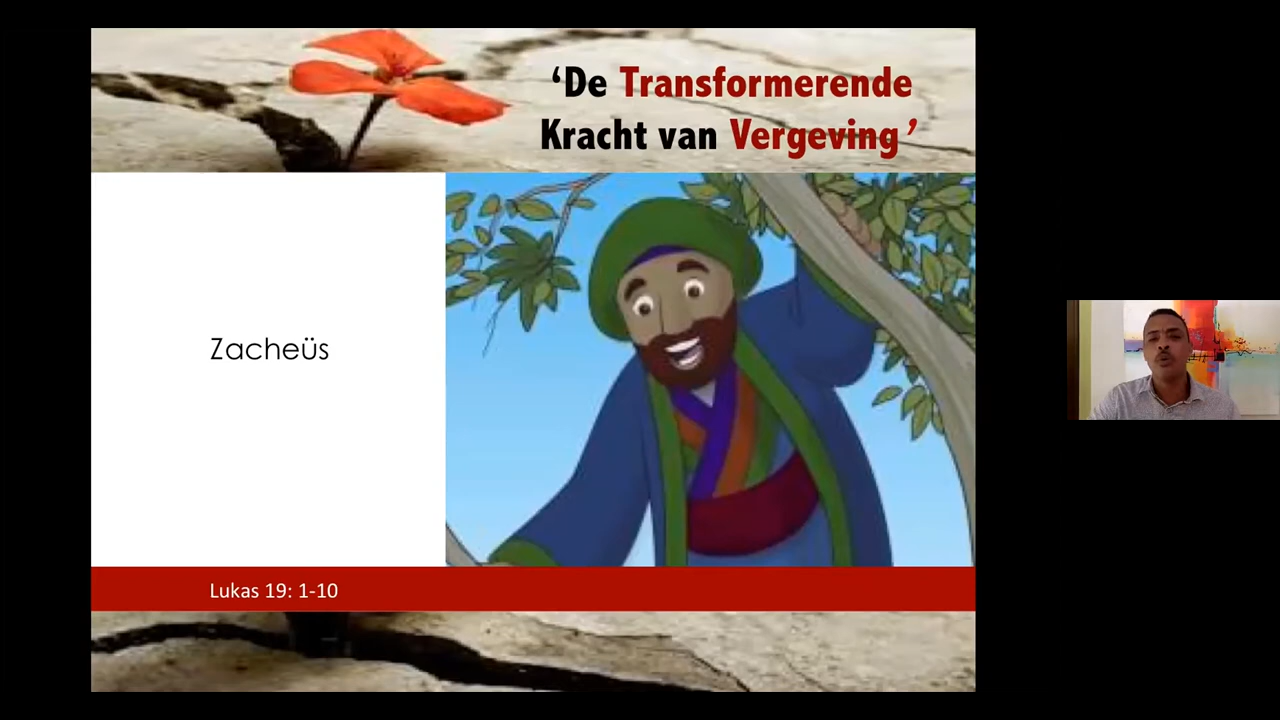 ‘De Transformerende
Kracht van Vergeving’
Zacheüs
Lukas 19: 1-10